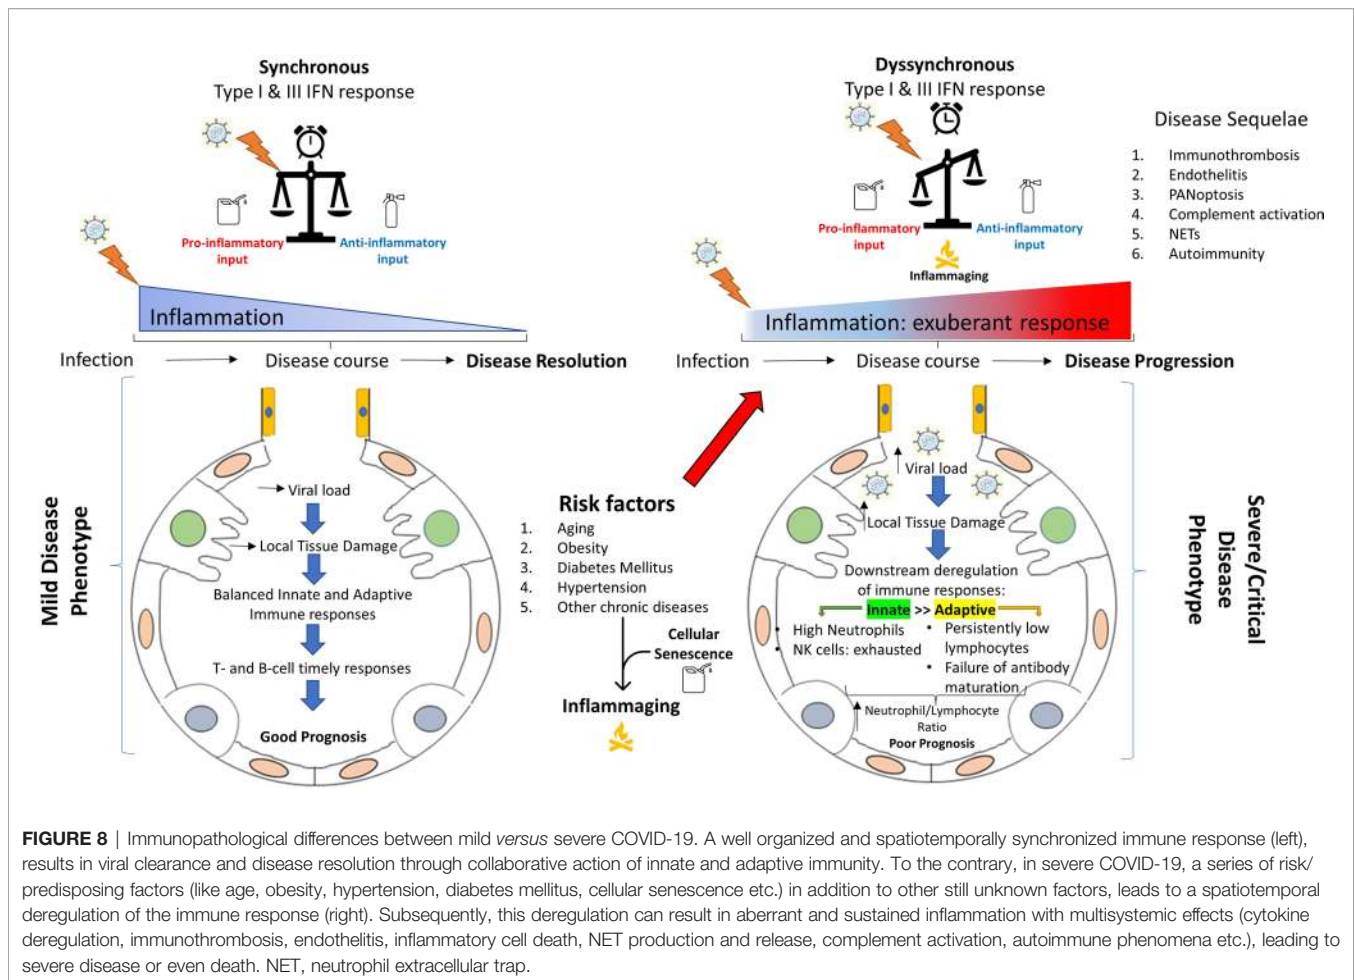 Synchronous
Type I & III IFN response
Pro-inflammatory
input
Anti-inflammatory
input
Inflammation
Infection
Disease course
Disease Resolution
Mild Disease
Phenotype
Viral load
Local Tissue Damage
Balanced Innate and Adaptive
Immune responses
T- and B-cell timely responses
Good Prognosis
Risk factors
1. Aging
2. Obesity
3. Diabetes Mellitus
4. Hypertension
5. Other chronic diseases
Cellular
Senescence
Inflammaging
Dyssynchronous
Type I & III IFN response
Pro-inflammatory
input
Anti-inflammatory
input
Inflammaging
Disease Sequelae
1. Immunothrombosis
2. Endothelitis
3. PANoptosis
4. Complement activation
5. NETs
6. Autoimmunity
Inflammation: exuberant response
Infection
Disease course
Disease Progression
Viral load
Local Tissue Damage
Downstream deregulation
of immune responses:
Innate >> Adaptive
• High Neutrophils
• NK cells: exhausted
• Persistently low
lymphocytes
• Failure of antibody
maturation
Neutrophil/Lymphocyte
Ratio
Poor Prognosis
Severe/Critical
Disease
Phenotype
FIGURE 8 | Immunopathological differences between mild versus severe COVID-19. A well organized and spatiotemporally synchronized immune response (left),
results in viral clearance and disease resolution through collaborative action of innate and adaptive immunity. To the contrary, in severe COVID-19, a series of risk/
predisposing factors (like age, obesity, hypertension, diabetes mellitus, cellular senescence etc.) in addition to other still unknown factors, leads to a spatiotemporal
deregulation of the immune response (right). Subsequently, this deregulation can result in aberrant and sustained inflammation with multisystemic effects (cytokine
deregulation, immunothrombosis, endothelitis, inflammatory cell death, NET production and release, complement activation, autoimmune phenomena etc.), leading to
severe disease or even death. NET, neutrophil extracellular trap.